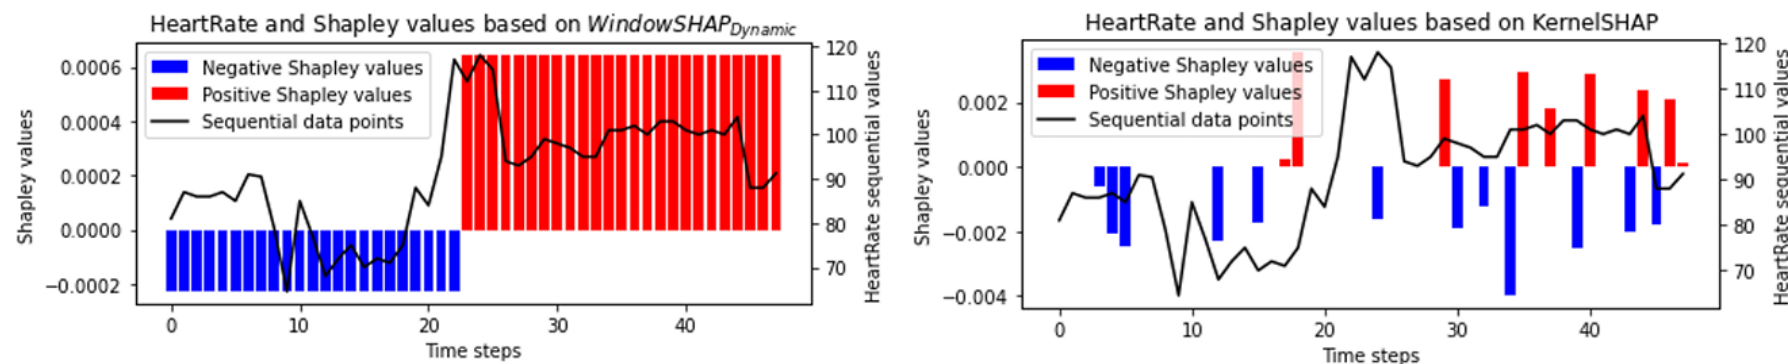 HeartRate and Shapley values based on WindowSHAP_Dynamic
Negative Shapley values
Positive Shapley values
Sequential data points
Shapley values
0.0006
0.0004
0.0002
0.0000
−0.0002
0
10
20
30
40
Time steps
120
110
100
90
80
70
HeartRate sequential values
HeartRate and Shapley values based on KernelSHAP
Negative Shapley values
Positive Shapley values
Sequential data points
Shapley values
0.002
0.000
−0.002
−0.004
0
10
20
30
40
Time steps
120
110
100
90
80
70
HeartRate sequential values